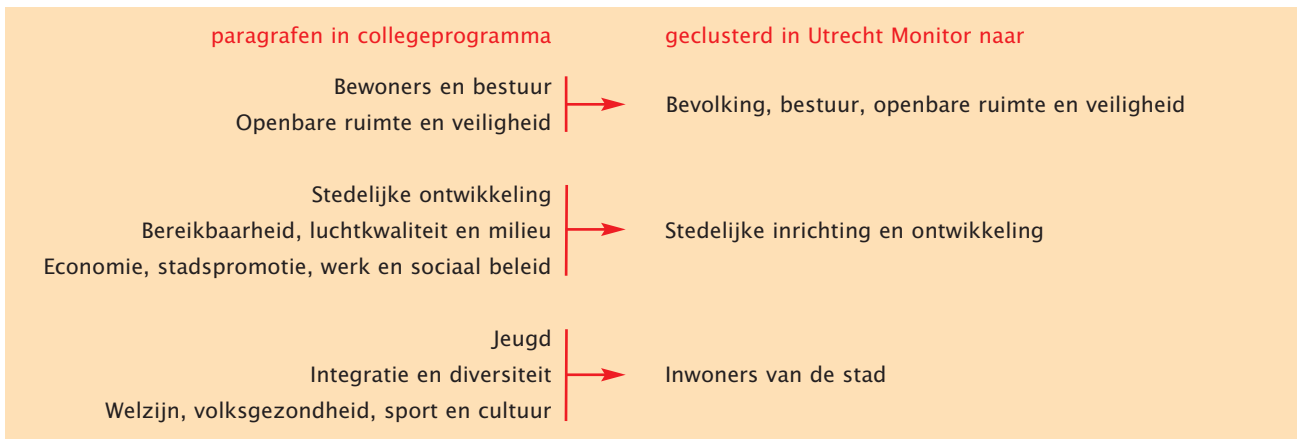 paragrafen in collegeprogramma
geclusterd in Utrecht Monitor naar
Bewoners en bestuur
Openbare ruimte en veiligheid
Bevolking, bestuur, openbare ruimte en veiligheid
Stedelijke ontwikkeling
Bereikbaarheid, luchtkwaliteit en milieu
Economie, stadspromotie, werk en sociaal beleid
Stedelijke inrichting en ontwikkeling
Jeugd
Integratie en diversiteit
Welzijn, volksgezondheid, sport en cultuur
Inwoners van de stad